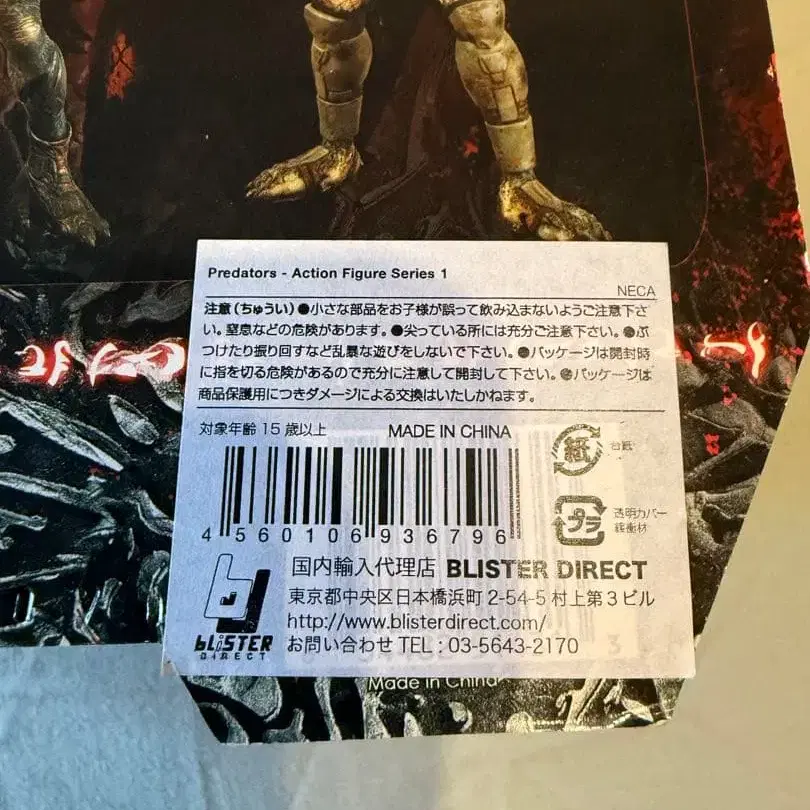 Predators - Action Figure Series 1
NECA
注意(ちゅうい)●小さな部品をお子様が誤って飲み込まないようご注意下さ
い。窒息などの危険があります。●尖っている所には充分ご注意下さい。●ぶ
つけたり振り回すなど乱暴な遊びをしないで下さい。●パッケージは開封時
に指を切る危険があるので充分に注意して開封して下さい。●パッケージは
商品保護用につきダメージによる交換はいたしかねます。
対象年齢15歳以上 MADE IN CHINA
紙 台紙
プラ 透明カバー
緩衝材
4560106936796
国内輸入代理店 BLISTER DIRECT
東京都中央区日本橋浜町 2-54-5 村上第3ビル
http://www.blisterdirect.com/
お問い合わせ TEL : 03-5643-2170
BLiSTER
DIRECT
Made in China